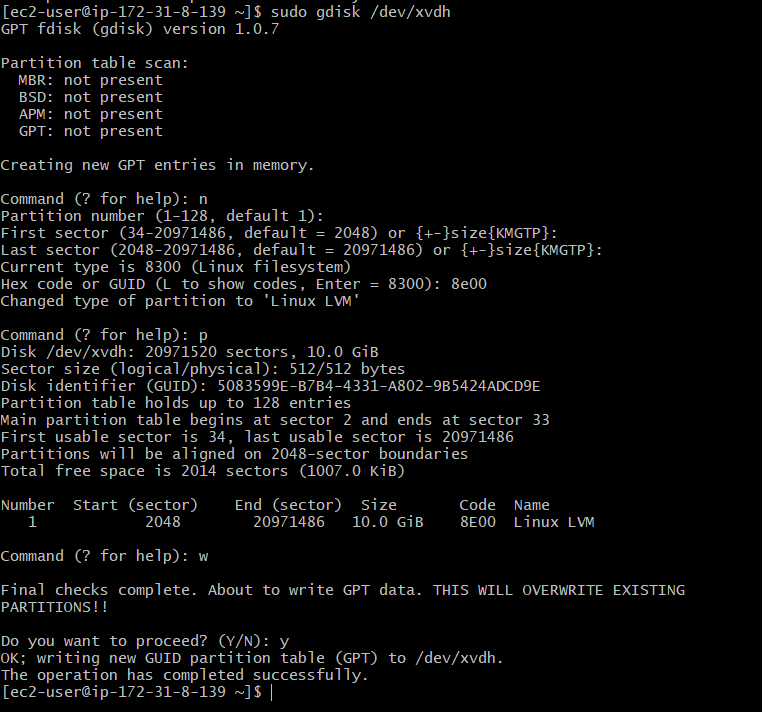 [ec2-user@ip-172-31-8-139 ~]$ sudo gdisk /dev/xvdh
GPT fdisk (gdisk) version 1.0.7
Partition table scan:
  MBR: not present
  BSD: not present
  APM: not present
  GPT: not present
Creating new GPT entries in memory.
Command (? for help): n
Partition number (1-128, default 1):
First sector (34-20971486, default = 2048) or {+-}size{KMGTP}:
Last sector (2048-20971486, default = 20971486) or {+-}size{KMGTP}:
Current type is 8300 (Linux filesystem)
Hex code or GUID (L to show codes, Enter = 8300): 8e00
Changed type of partition to 'Linux LVM'
Command (? for help): p
Disk /dev/xvdh: 20971520 sectors, 10.0 GiB
Sector size (logical/physical): 512/512 bytes
Disk identifier (GUID): 5083599E-B7B4-4331-A802-9B5424ADCD9E
Partition table holds up to 128 entries
Main partition table begins at sector 2 and ends at sector 33
First usable sector is 34, last usable sector is 20971486
Partitions will be aligned on 2048-sector boundaries
Total free space is 2014 sectors (1007.0 KiB)
Number  Start (sector)    End (sector)  Size       Code  Name
   1            2048        20971486   10.0 GiB    8E00  Linux LVM
Command (? for help): w
Final checks complete. About to write GPT data. THIS WILL OVERWRITE EXISTING
PARTITIONS!!
Do you want to proceed? (Y/N): y
OK; writing new GUID partition table (GPT) to /dev/xvdh.
The operation has completed successfully.
[ec2-user@ip-172-31-8-139 ~]$